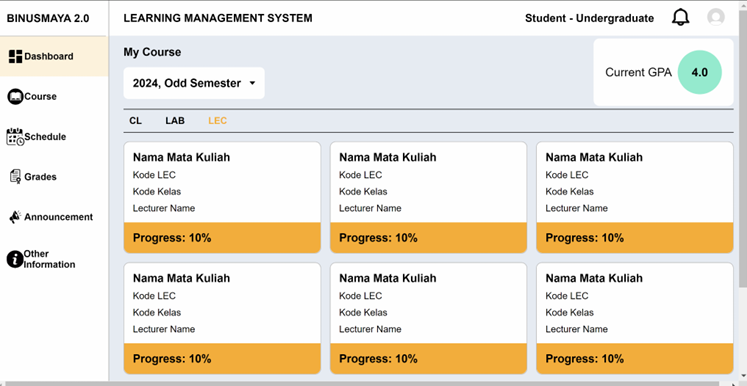 BINUSMAYA 2.0
LEARNING MANAGEMENT SYSTEM
Student - Undergraduate
Dashboard
Course
Schedule
Grades
Announcement
Other
Information
My Course
2024, Odd Semester
Current GPA
4.0
CL LAB LEC
Nama Mata Kuliah
Kode LEC
Kode Kelas
Lecturer Name
Progress: 10%
Nama Mata Kuliah
Kode LEC
Kode Kelas
Lecturer Name
Progress: 10%
Nama Mata Kuliah
Kode LEC
Kode Kelas
Lecturer Name
Progress: 10%
Nama Mata Kuliah
Kode LEC
Kode Kelas
Lecturer Name
Progress: 10%
Nama Mata Kuliah
Kode LEC
Kode Kelas
Lecturer Name
Progress: 10%
Nama Mata Kuliah
Kode LEC
Kode Kelas
Lecturer Name
Progress: 10%